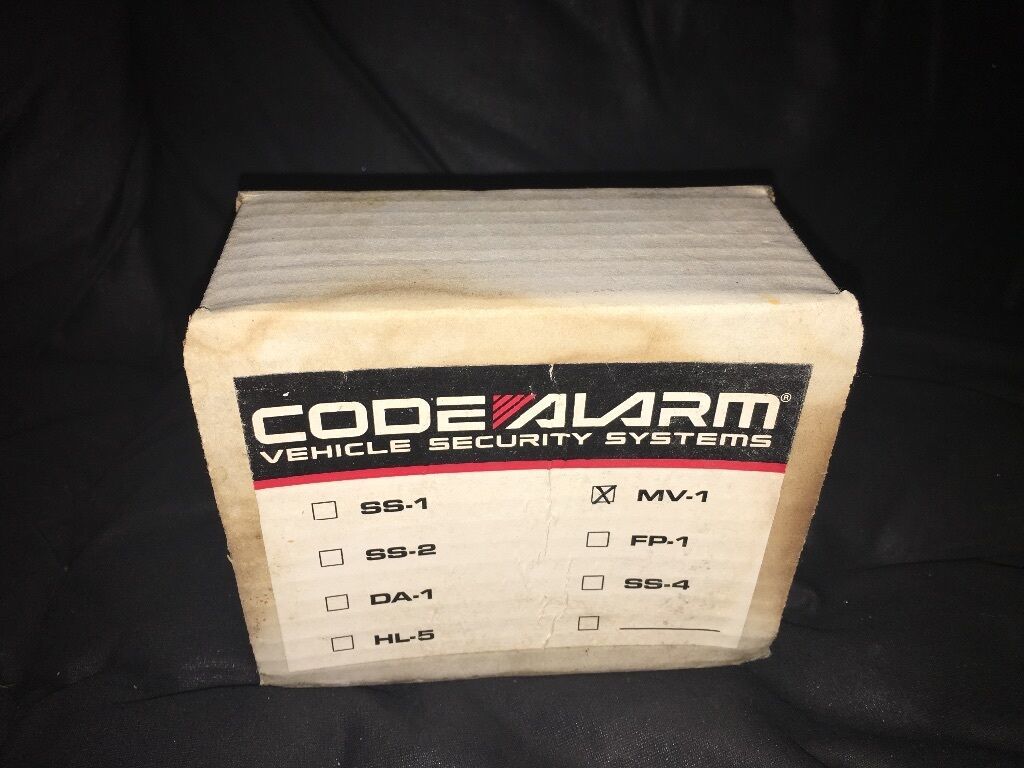 CODE ALARM®
VEHICLE SECURITY SYSTEMS
SS-1
SS-2
DA-1
HL-5
MV-1
FP-1
SS-4